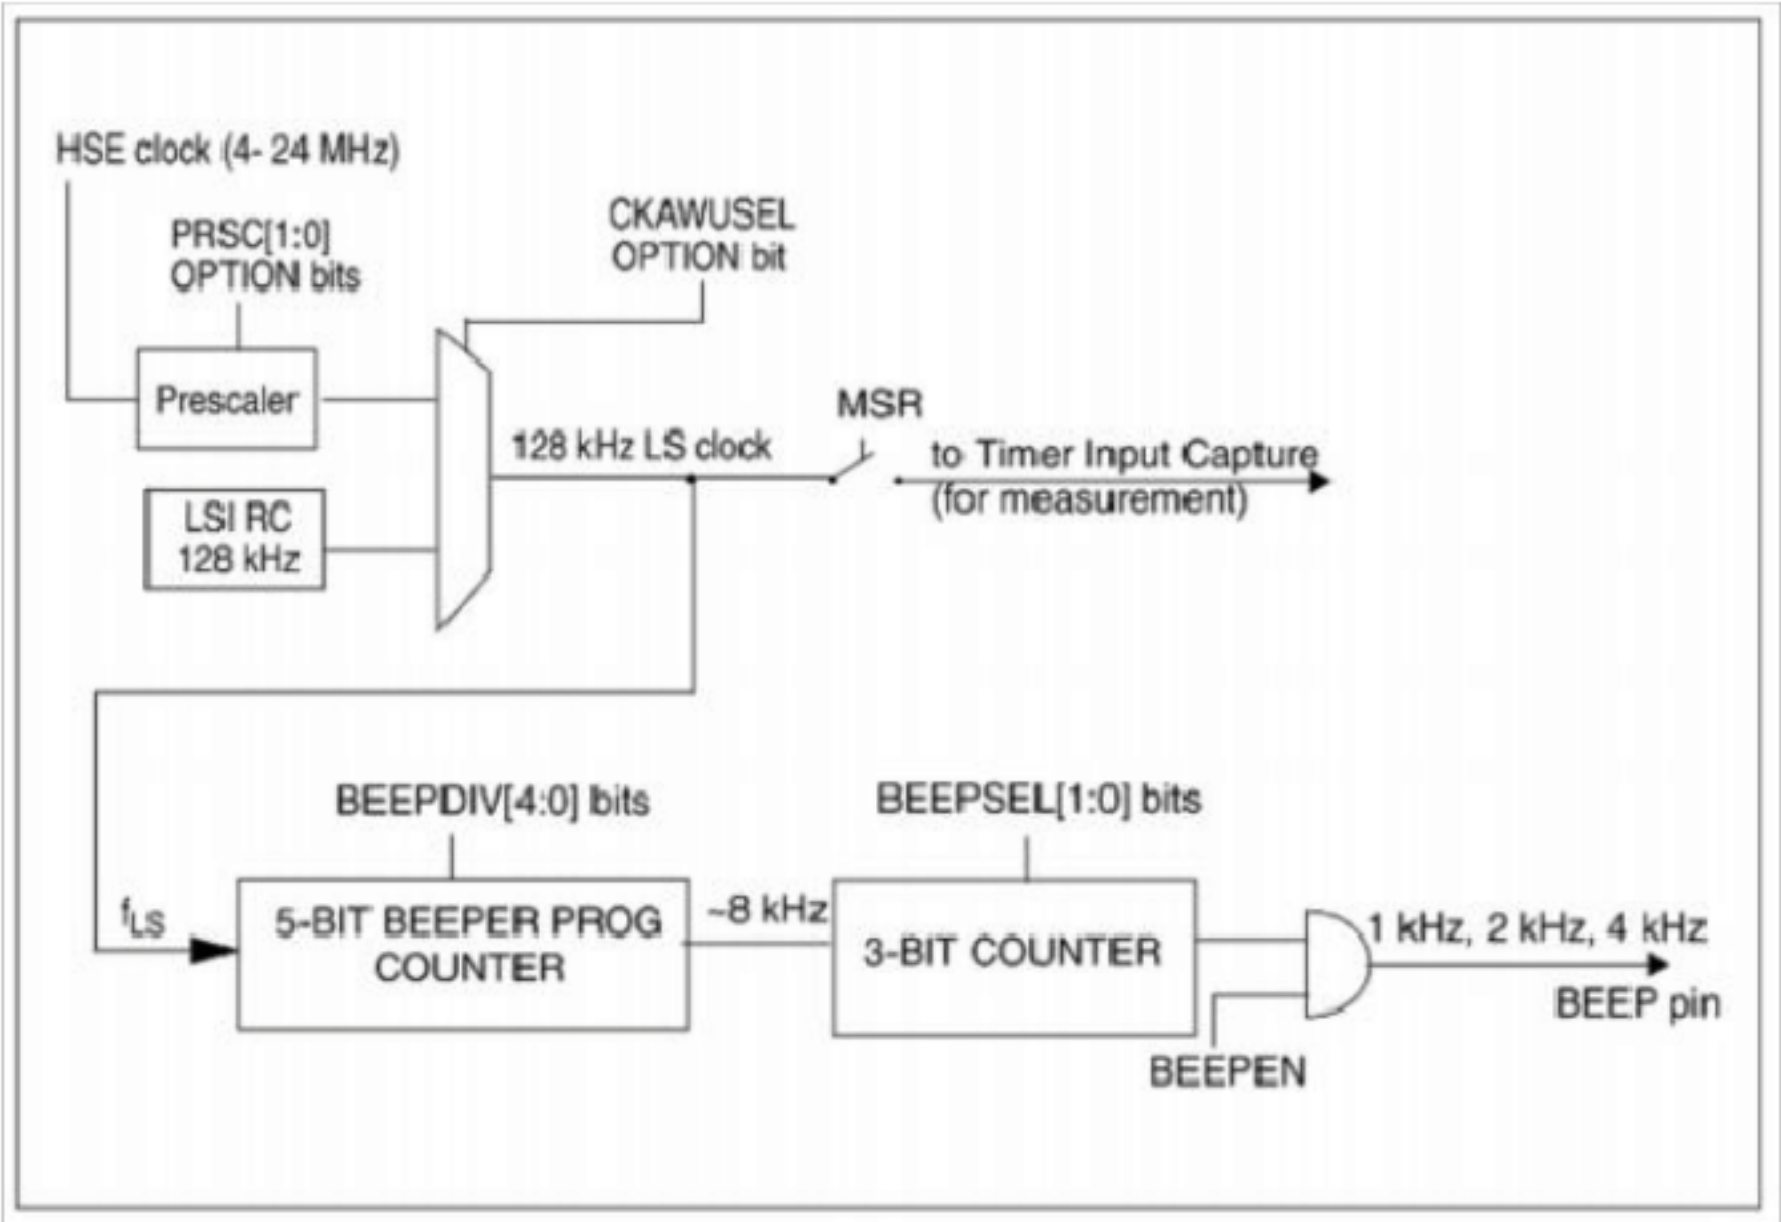 HSE clock (4- 24 MHz)
PRSC[1:0]
OPTION bits
CKAWUSEL
OPTION bit
Prescaler
MSR
128 kHz LS clock
to Timer Input Capture
(for measurement)
LSI RC
128 kHz
BEEPDIV[4:0] bits
BEEPSEL[1:0] bits
fLS
5-BIT BEEPER PROG
COUNTER
~8 kHz
3-BIT COUNTER
1 kHz, 2 kHz, 4 kHz
BEEP pin
BEEPEN